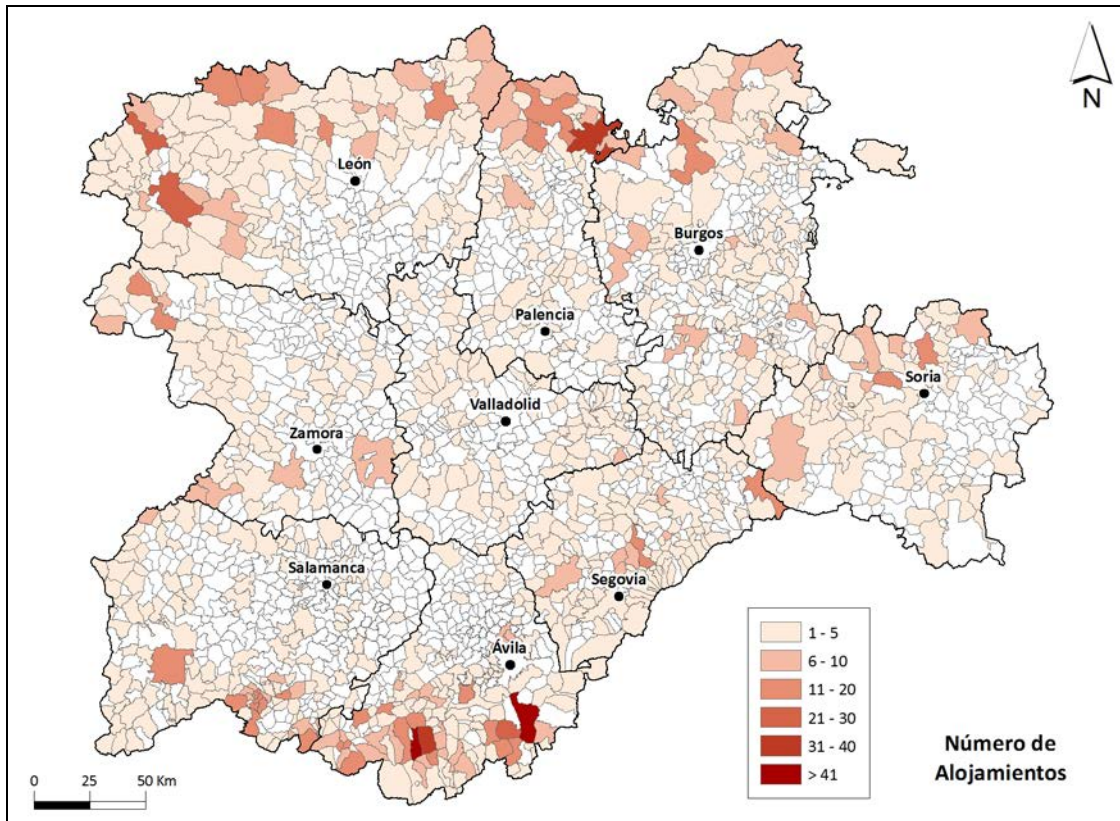 N
León
Burgos
Palencia
Soria
Valladolid
Zamora
Salamanca
Segovia
Ávila
1 - 5
6 - 10
11 - 20
21 - 30
31 - 40
> 41
Número de
Alojamientos
0 25 50 Km